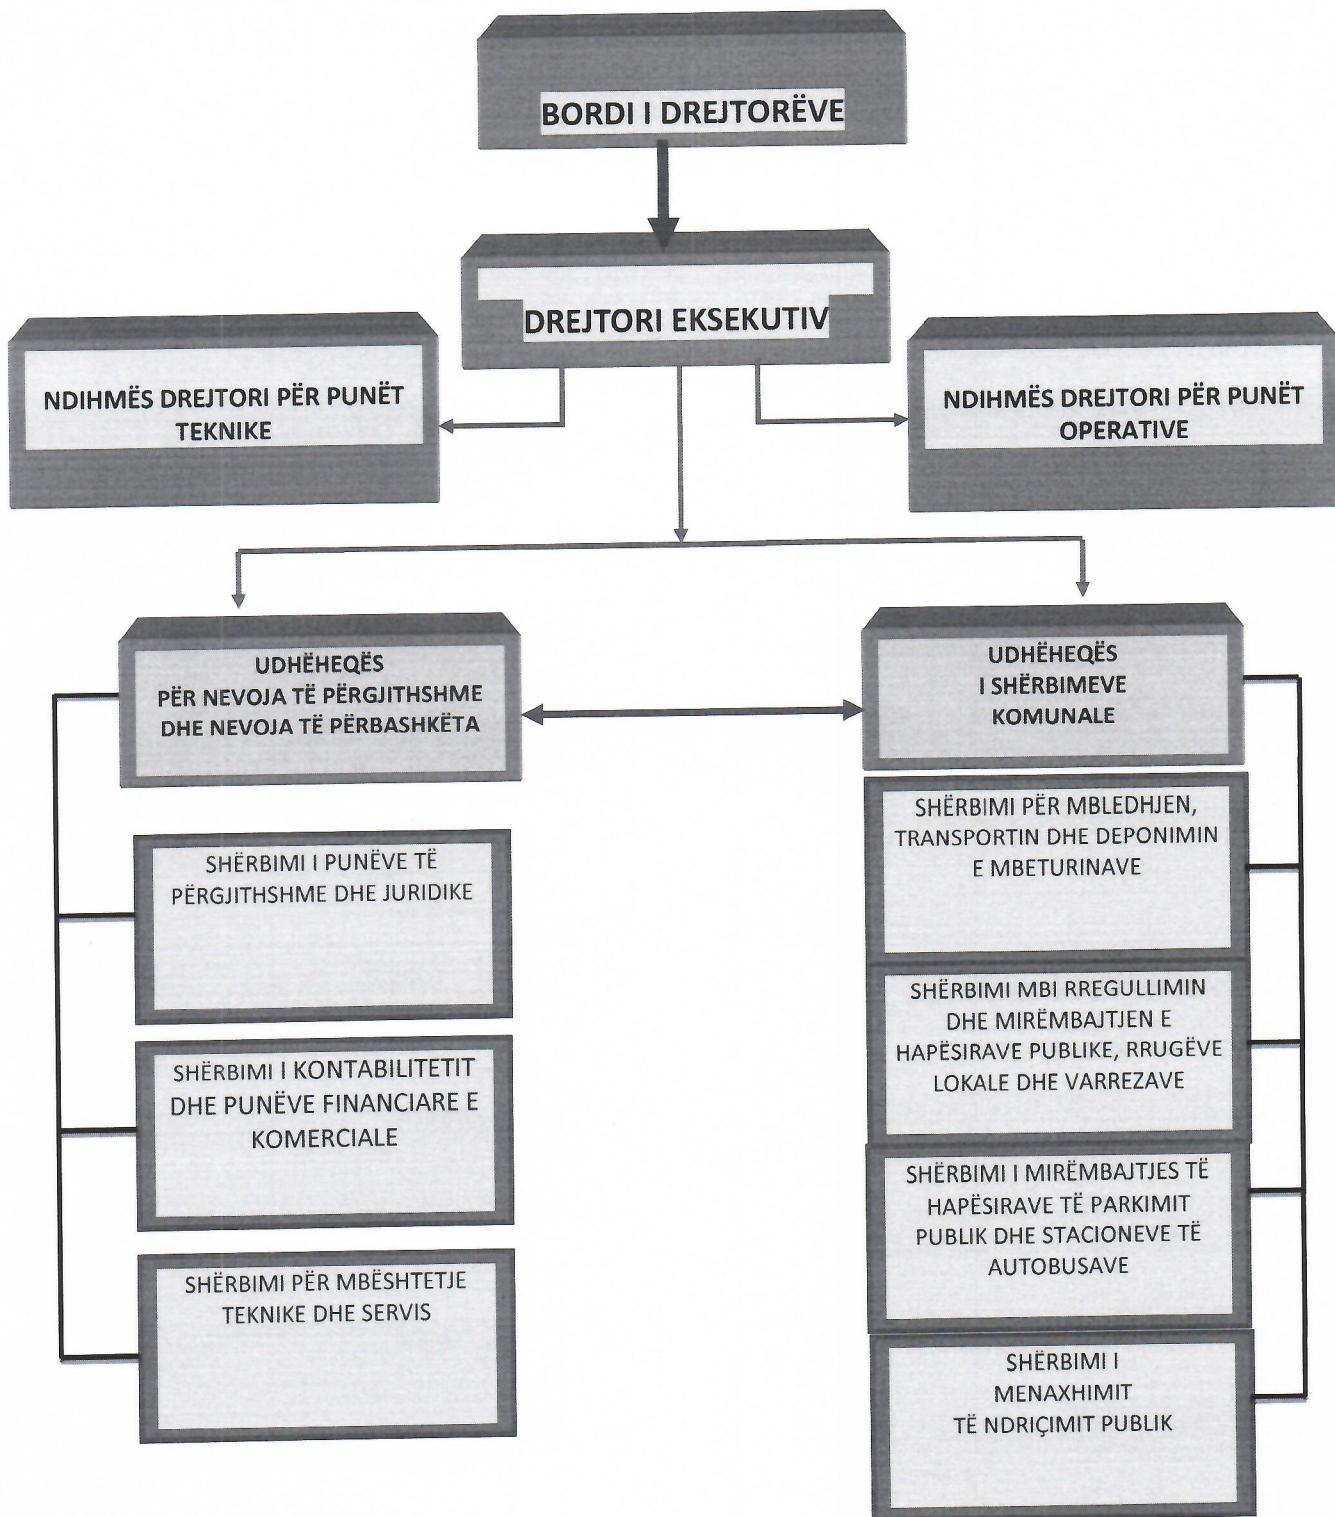 BORDI I DREJTORËVE
DREJTORI EKSEKUTIV
NDIHMËS DREJTORI PËR PUNËT
TEKNIKE
NDIHMËS DREJTORI PËR PUNËT
OPERATIVE
UDHËHEQËS
PËR NEVOJA TË PËRGJITHSHME
DHE NEVOJA TË PËRBASHKËTA
SHËRBIMI I PUNËVE TË
PËRGJITHSHME DHE JURIDIKE
SHËRBIMI I KONTABILITETIT
DHE PUNËVE FINANCIARE E
KOMERCIALE
SHËRBIMI PËR MBËSHTETJE
TEKNIKE DHE SERVIS
UDHËHEQËS
I SHËRBIMEVE
KOMUNALE
SHËRBIMI PËR MBLEDHJEN,
TRANSPORTIN DHE DEPONIMIN
E MBETURINAVE
SHËRBIMI MBI RREGULLIMIN
DHE MIRËMBAJTJEN E
HAPËSIRAVE PUBLIKE, RRUGËVE
LOKALE DHE VARREZAVE
SHËRBIMI I MIRËMBAJTJES TË
HAPËSIRAVE TË PARKIMIT
PUBLIK DHE STACIONEVE TË
AUTOBUSAVE
SHËRBIMI I
MENAXHIMIT
TË NDRIÇIMIT PUBLIK